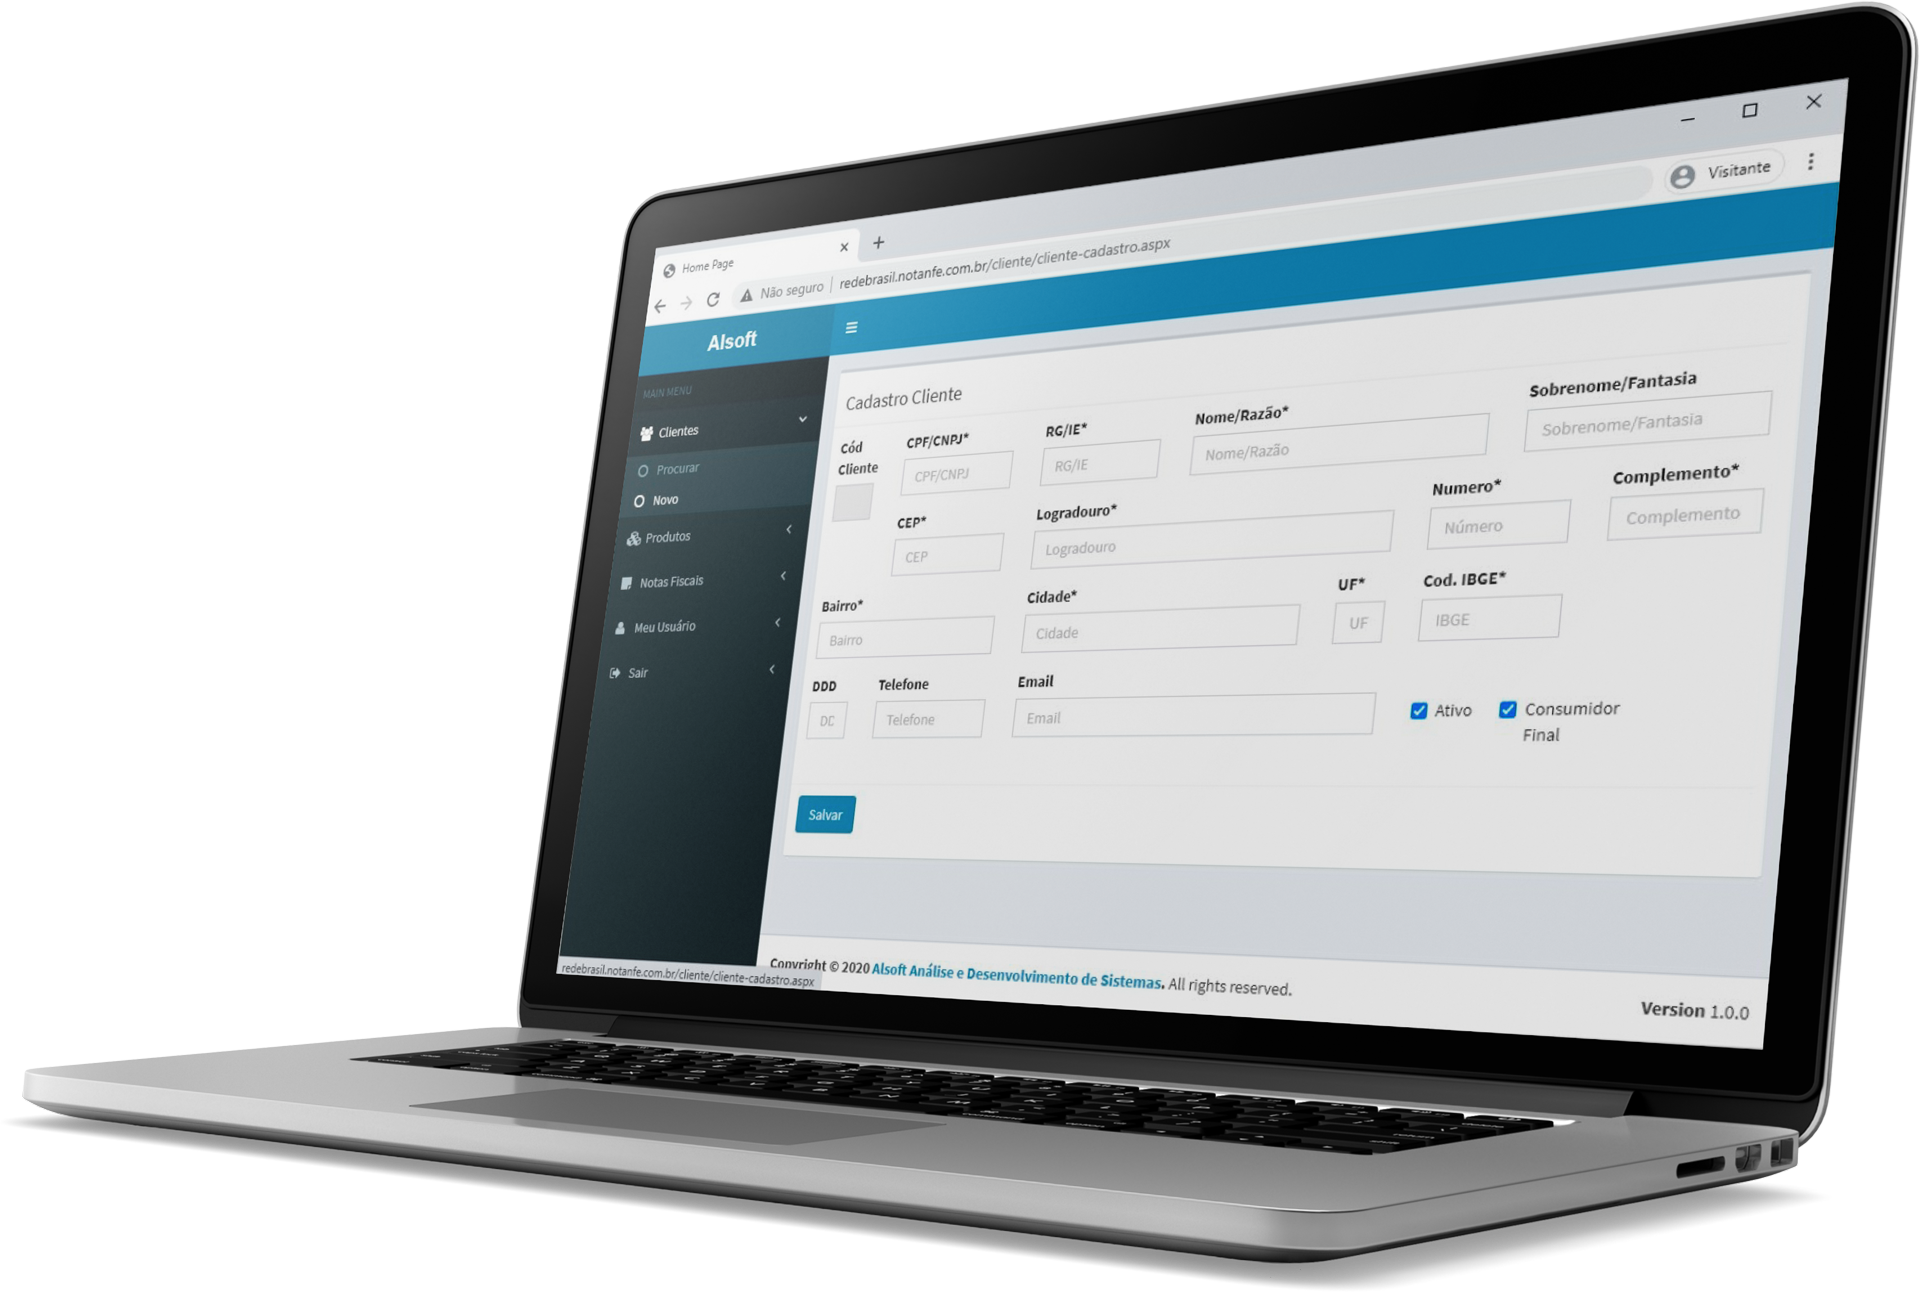 Home Page
Visitante
Não seguro | redebrasil.notanfe.com.br/cliente/cliente-cadastro.aspx
Alsoft
MAIN MENU
Clientes
Procurar
Novo
Produtos
Notas Fiscais
Meu Usuário
Sair
Cadastro Cliente
Cód
Cliente
CPF/CNPJ*
CPF/CNPJ
RG/IE*
RG/IE
Nome/Razão*
Nome/Razão
Sobrenome/Fantasia
Sobrenome/Fantasia
CEP*
CEP
Logradouro*
Logradouro
Numero*
Número
Complemento*
Complemento
Bairro*
Bairro
Cidade*
Cidade
UF*
UF
Cod. IBGE*
IBGE
DDD
Telefone
Telefone
Email
Email
Ativo
Consumidor
Final
Salvar
redebrasil.notanfe.com.br/cliente/cliente-cadastro.aspx
Copyright © 2020 Alsoft Análise e Desenvolvimento de Sistemas. All rights reserved.
Version 1.0.0